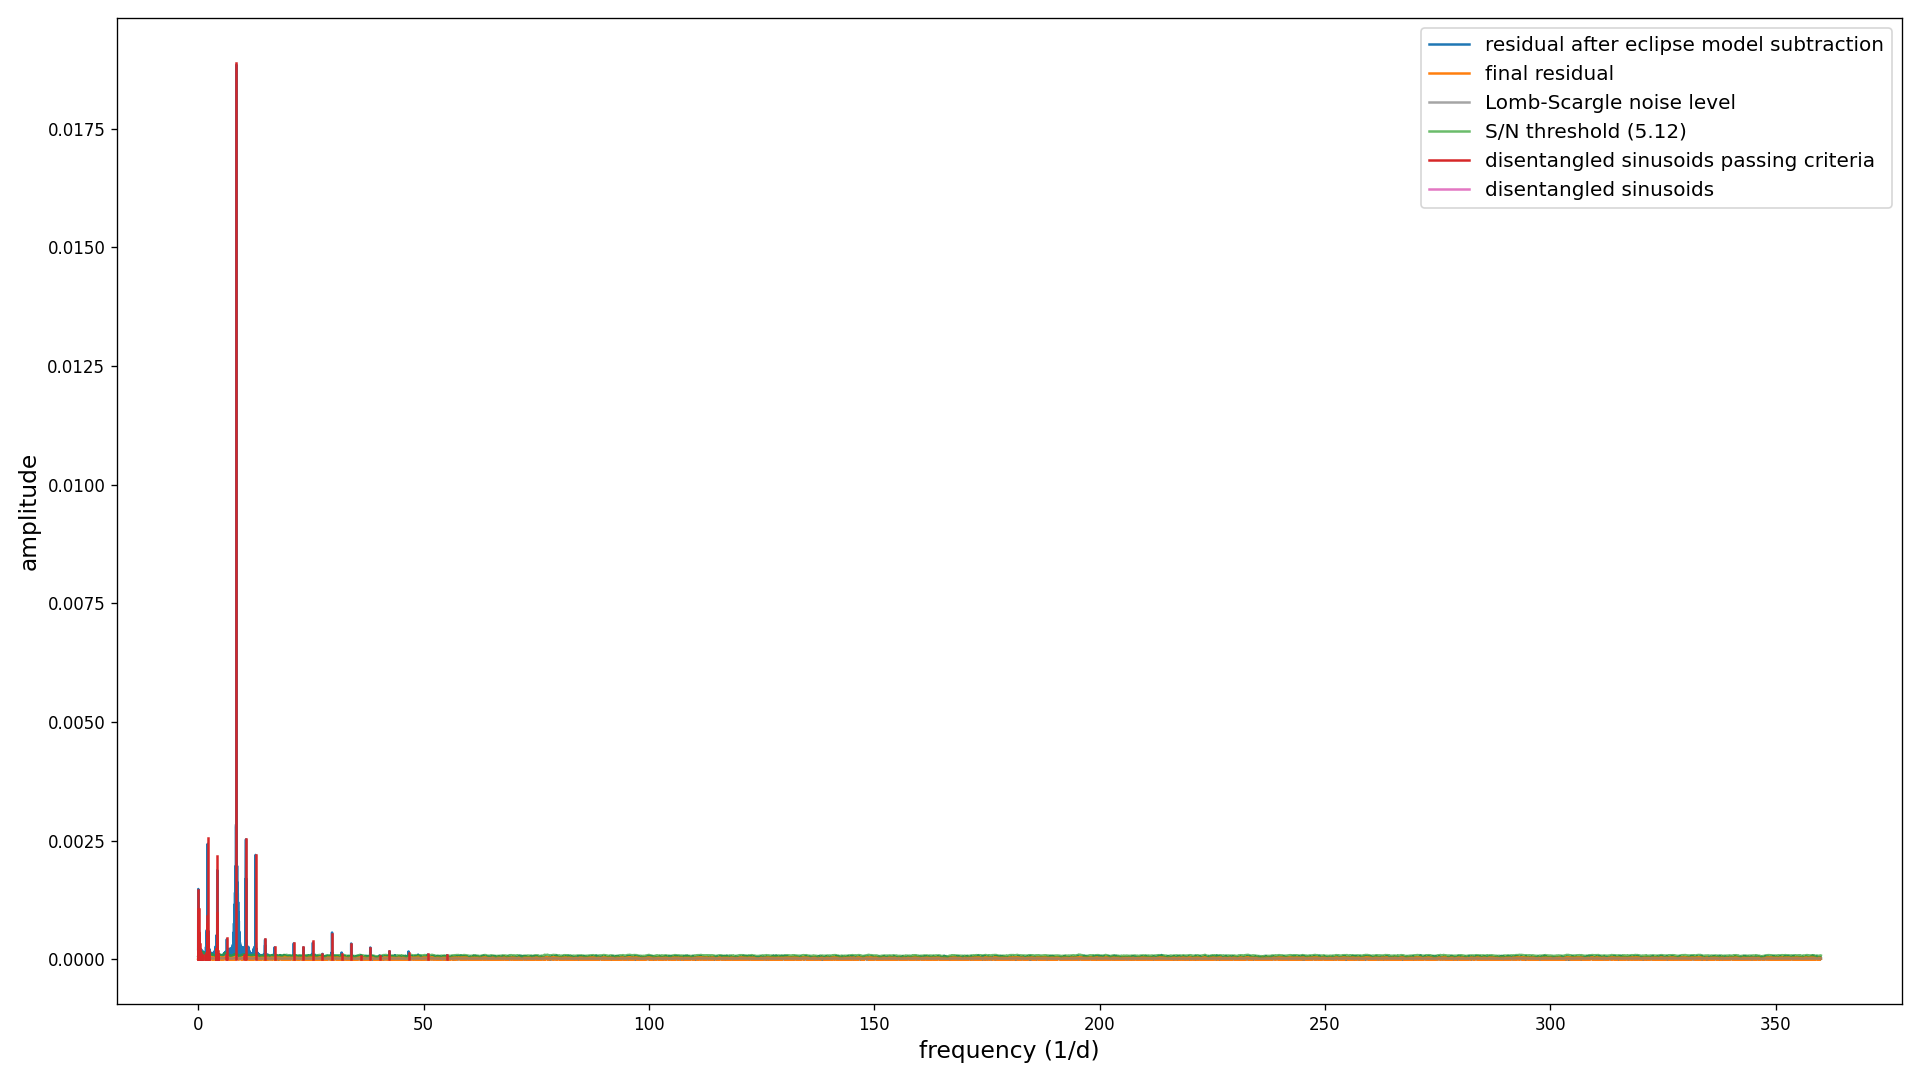 residual after eclipse model subtraction
final residual
Lomb-Scargle noise level
S/N threshold (5.12)
disentangled sinusoids passing criteria
disentangled sinusoids
amplitude
0.0175
0.0150
0.0125
0.0100
0.0075
0.0050
0.0025
0.0000
0 50 100 150 200 250 300 350
frequency (1/d)